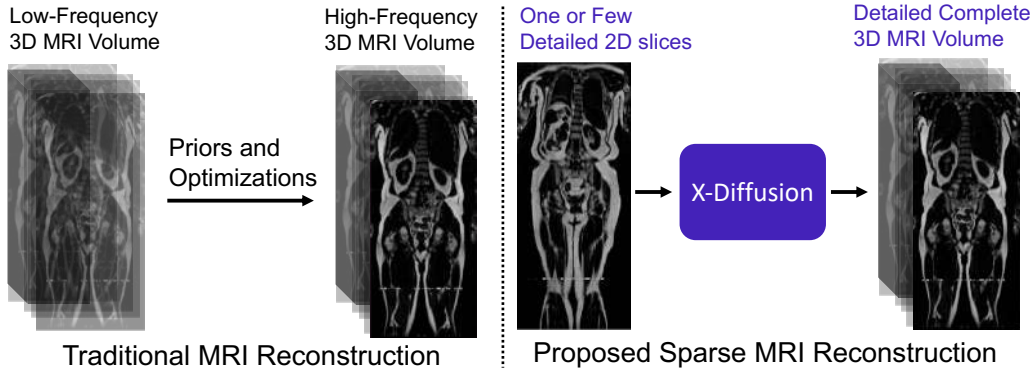 Low-Frequency
3D MRI Volume
Priors and
Optimizations
High-Frequency
3D MRI Volume
Traditional MRI Reconstruction
One or Few
Detailed 2D slices
X-Diffusion
Detailed Complete
3D MRI Volume
Proposed Sparse MRI Reconstruction